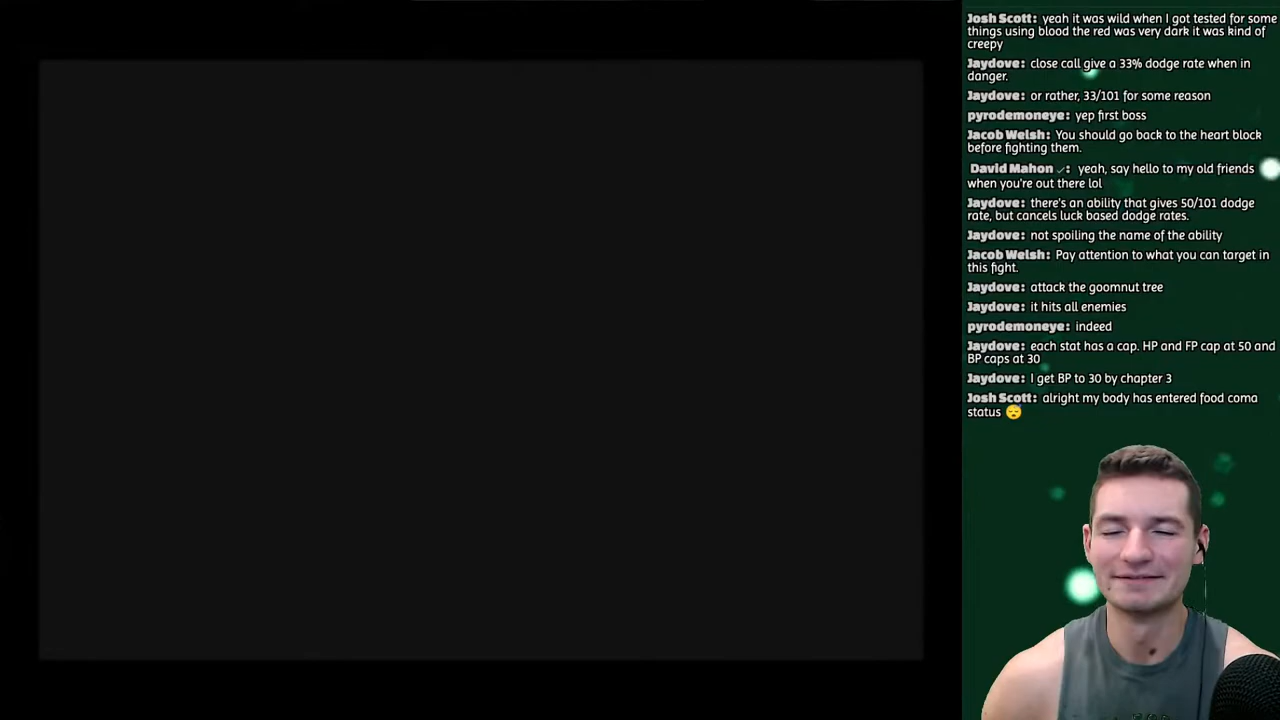 Josh Scott: yeah it was wild when I got tested for some
things using blood the red was very dark it was kind of
creepy
Jaydove: close call give a 33% dodge rate when in
danger.
Jaydove: or rather, 33/101 for some reason
pyrodemoneye: yep first boss
Jacob Welsh: You should go back to the heart block
before fighting them.
David Mahon ✓: yeah, say hello to my old friends
when you're out there lol
Jaydove: there's an ability that gives 50/101 dodge
rate, but cancels luck based dodge rates.
Jaydove: not spoiling the name of the ability
Jacob Welsh: Pay attention to what you can target in
this fight.
Jaydove: attack the goomnut tree
Jaydove: it hits all enemies
pyrodemoneye: indeed
Jaydove: each stat has a cap. HP and FP cap at 50 and
BP caps at 30
Jaydove: I get BP to 30 by chapter 3
Josh Scott: alright my body has entered food coma
status 😴